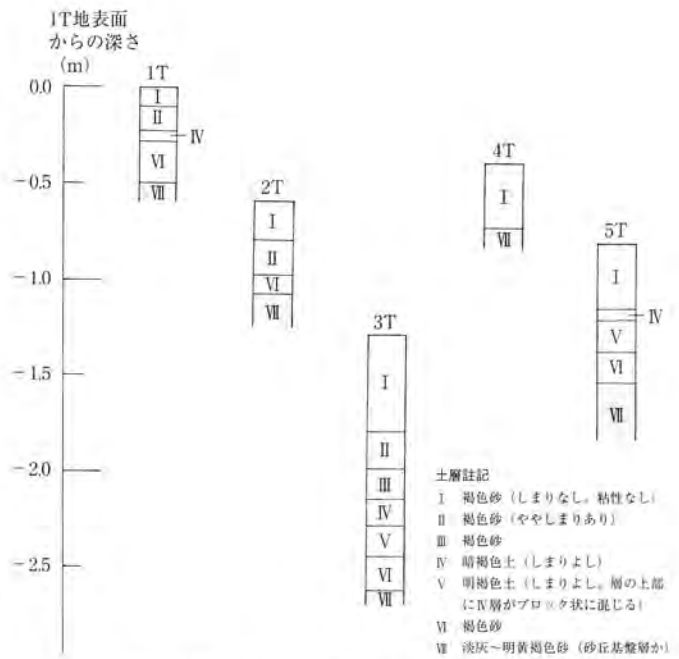 1T地表面
からの深さ
(m)
0.0
−0.5
−1.0
−1.5
−2.0
−2.5
1T
Ⅰ
Ⅱ
Ⅳ
Ⅵ
Ⅶ
2T
Ⅰ
Ⅱ
Ⅵ
Ⅶ
3T
Ⅰ
Ⅱ
Ⅲ
Ⅳ
Ⅴ
Ⅵ
Ⅶ
4T
Ⅰ
Ⅶ
5T
Ⅰ
Ⅳ
Ⅴ
Ⅵ
Ⅶ
土層註記
Ⅰ 褐色砂（しまりなし。粘性なし）
Ⅱ 褐色砂（ややしまりあり）
Ⅲ 褐色砂
Ⅳ 暗褐色土（しまりよし）
Ⅴ 明褐色土（しまりよし。層の上部
にⅣ層がブロック状に混じる）
Ⅵ 褐色砂
Ⅶ 淡灰～明黄褐色砂（砂丘基盤層か）